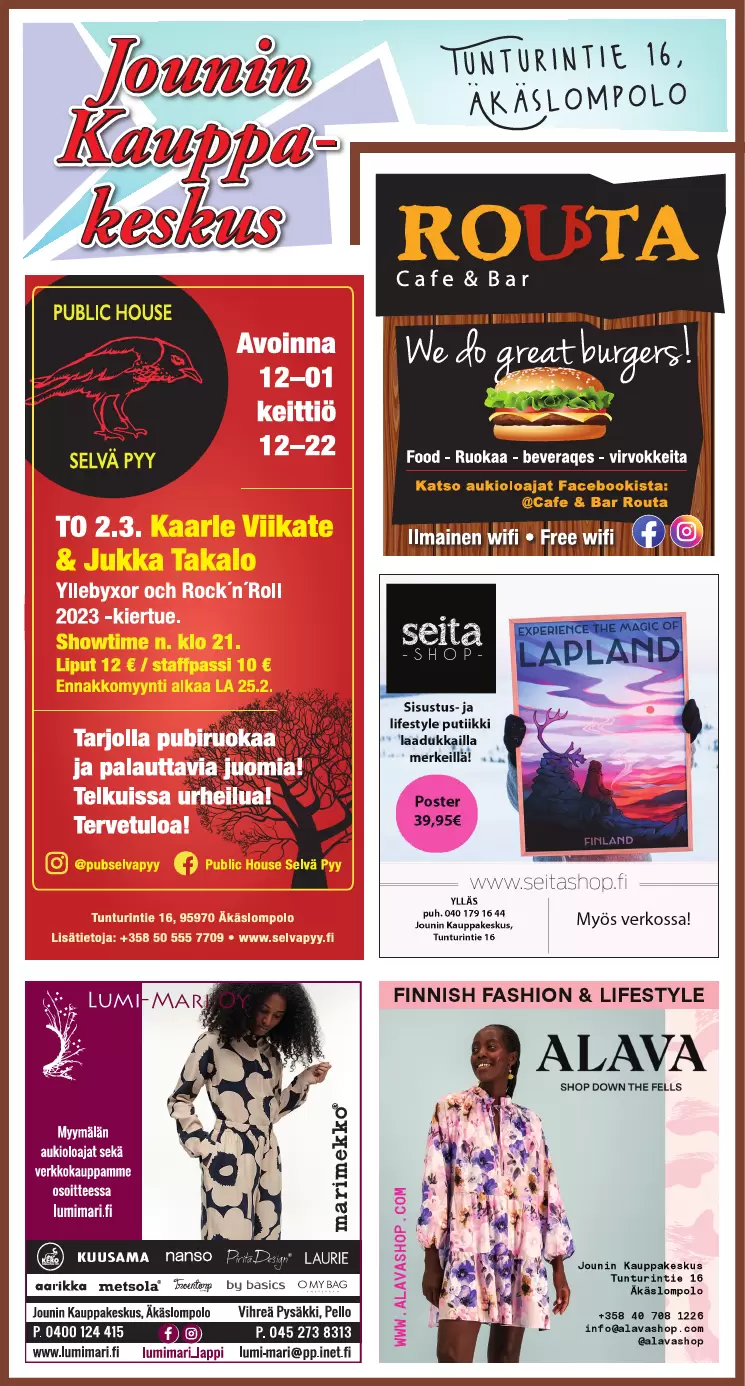 Jounin
Kauppa-
keskus
TUNTURINTIE 16,
ÄKÄSLOMPOLO
ROUTA
Cafe & Bar
We do great burgers!
Food - Ruokaa - beveraqes - virvokkeita
Katso aukioloajat Facebookista:
@Cafe & Bar Routa
Ilmainen wifi • Free wifi
PUBLIC HOUSE
SELVÄ PYY
Avoinna
12–01
keittiö
12–22
TO 2.3. Kaarle Viikate
& Jukka Takalo
Yllebyxor och Rock´n´Roll
2023 -kiertue.
Showtime n. klo 21.
Liput 12 € / staffpassi 10 €
Ennakkomyynti alkaa LA 25.2.
Tarjolla pubiruokaa
ja palauttavia juomia!
Telkuissa urheilua!
Tervetuloa!
@pubselvapyy
Public House Selvä Pyy
Tunturintie 16, 95970 Äkäslompolo
Lisätietoja: +358 50 555 7709 • www.selvapyy.fi
seita
- SHOP -
Sisustus- ja
lifestyle putiikki
laadukkailla
merkeillä!
Poster
39,95€
EXPERIENCE THE MAGIC OF
LAPLAND
FINLAND
www.seitashop.fi
YLLÄS
puh. 040 179 16 44
Jounin Kauppakeskus,
Tunturintie 16
Myös verkossa!
LUMI-MARI OY
Myymälän
aukioloajat sekä
verkkokauppamme
osoitteessa
lumimari.fi
marimekko®
KEKO KUUSAMA nanso PiritaDesign® LAURIE
aarikka metsola® by basics OMYBAG
Jounin Kauppakeskus, Äkäslompolo
Vihreä Pysäkki, Pello
P. 0400 124 415
P. 045 273 8313
www.lumimari.fi
lumimari_lappi
lumi-mari@pp.inet.fi
FINNISH FASHION & LIFESTYLE
ALAVA
SHOP DOWN THE FELLS
WWW.ALAVASHOP.COM
Jounin Kauppakeskus
Tunturintie 16
Äkäslompolo
+358 40 708 1226
info@alavashop.com
@alavashop